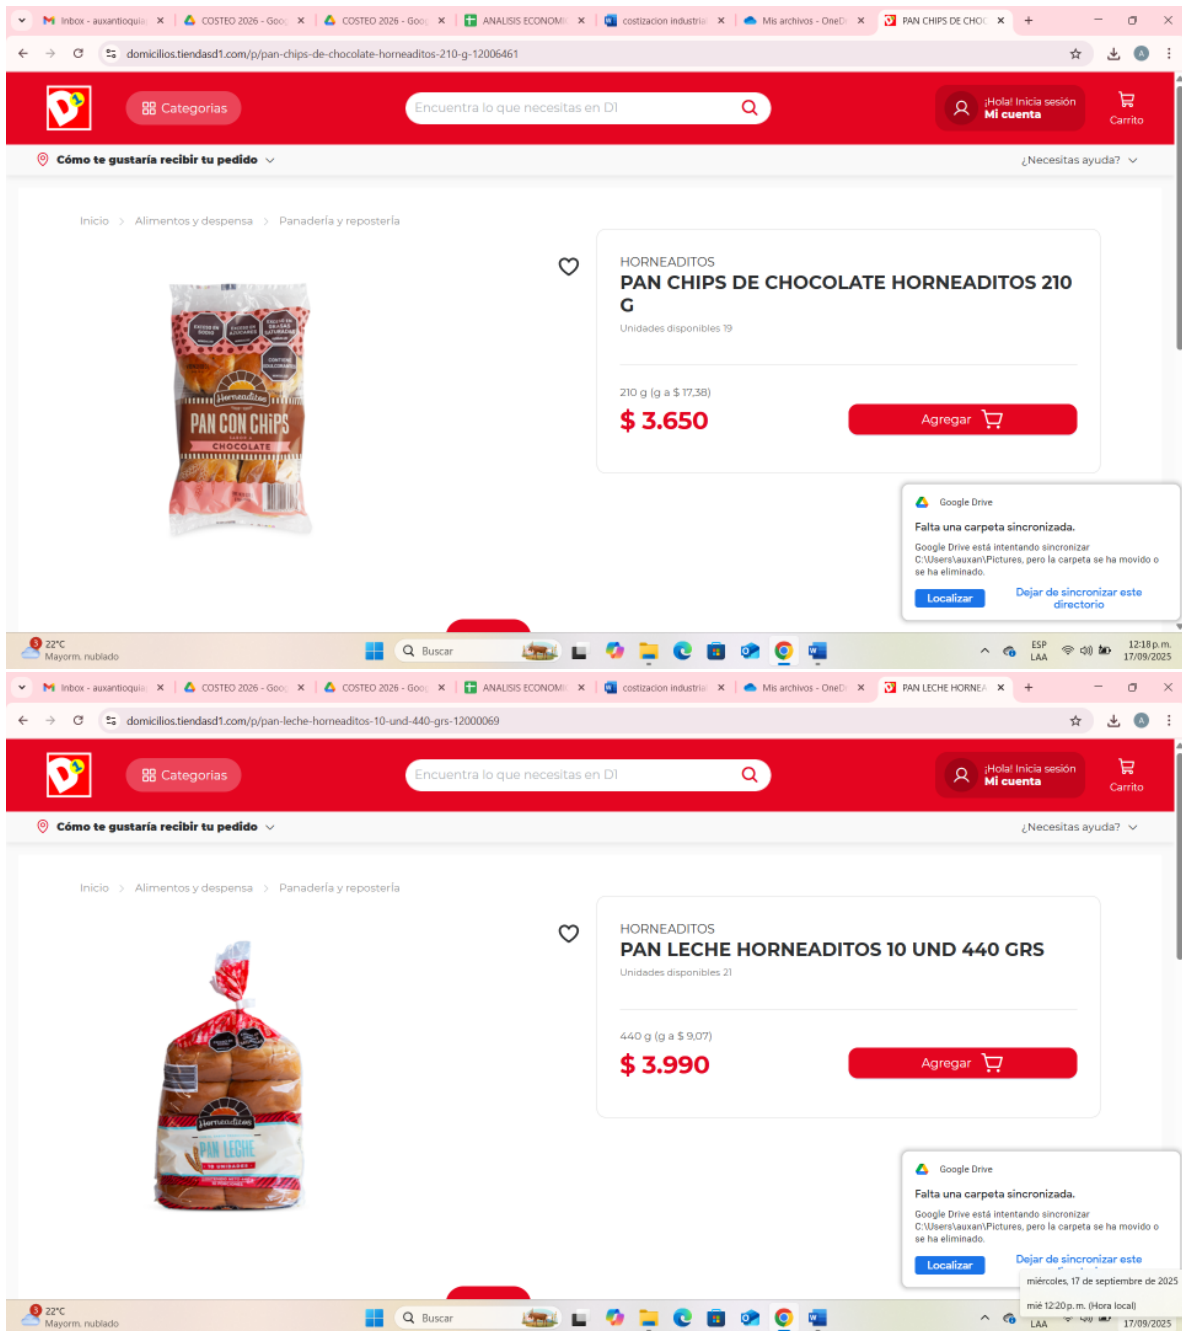 Inbox - auxantioquia
COSTEO 2026 - Goo
COSTEO 2026 - Goo
ANALISIS ECONOMI
costizacion industria
Mis archivos - OneD
PAN CHIPS DE CHOC
domicilios.tiendasd1.com/p/pan-chips-de-chocolate-horneaditos-210-g-12006461
D1
Categorias
Encuentra lo que necesitas en D1
¡Hola! Inicia sesión
Mi cuenta
Carrito
Cómo te gustaría recibir tu pedido
¿Necesitas ayuda?
Inicio > Alimentos y despensa > Panadería y repostería
HORNEADITOS
PAN CHIPS DE CHOCOLATE HORNEADITOS 210
G
Unidades disponibles 19
210 g (g a $ 17,38)
$ 3.650
Agregar
Horneaditos
PAN CON CHIPS
SABOR A
CHOCOLATE
Google Drive
Falta una carpeta sincronizada.
Google Drive está intentando sincronizar
C:\Users\auxan\Pictures, pero la carpeta se ha movido o
se ha eliminado.
Localizar
Dejar de sincronizar este
directorio
22°C
Mayorm. nublado
Buscar
ESP
LAA
12:18 p.m.
17/09/2025
Inbox - auxantioquia
COSTEO 2026 - Goo
COSTEO 2026 - Goo
ANALISIS ECONOMI
costizacion industria
Mis archivos - OneD
PAN LECHE HORNEA
domicilios.tiendasd1.com/p/pan-leche-horneaditos-10-und-440-grs-12000069
D1
Categorias
Encuentra lo que necesitas en D1
¡Hola! Inicia sesión
Mi cuenta
Carrito
Cómo te gustaría recibir tu pedido
¿Necesitas ayuda?
Inicio > Alimentos y despensa > Panadería y repostería
HORNEADITOS
PAN LECHE HORNEADITOS 10 UND 440 GRS
Unidades disponibles 21
440 g (g a $ 9,07)
$ 3.990
Agregar
Horneaditos
PAN LECHE
10 UNIDADES
Google Drive
Falta una carpeta sincronizada.
Google Drive está intentando sincronizar
C:\Users\auxan\Pictures, pero la carpeta se ha movido o
se ha eliminado.
Localizar
Dejar de sincronizar este
miércoles, 17 de septiembre de 2025
mié 12:20 p. m. (Hora local)
22°C
Mayorm. nublado
Buscar
LAA
17/09/2025